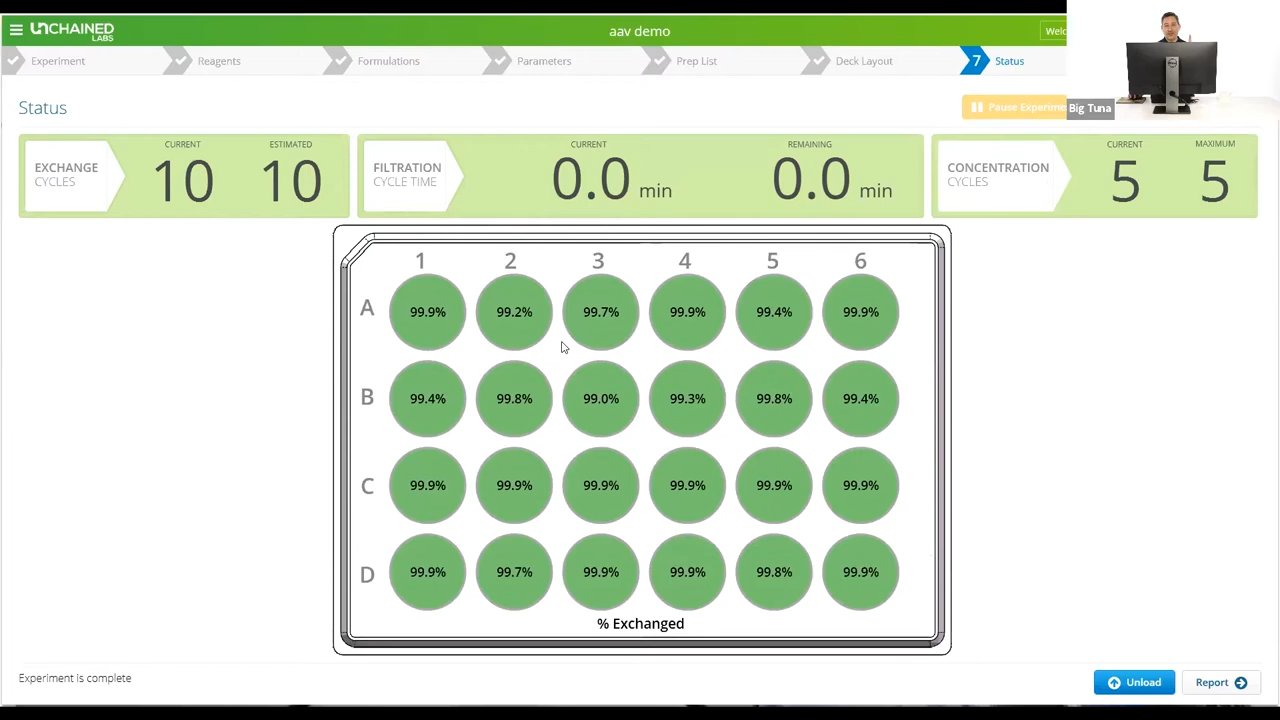 UNCHAINED LABS
aav demo
Experiment
Reagents
Formulations
Parameters
Prep List
Deck Layout
7 Status
Status
Big Tuna
EXCHANGE CYCLES
CURRENT 10
ESTIMATED 10
FILTRATION CYCLE TIME
CURRENT 0.0 min
REMAINING 0.0 min
CONCENTRATION CYCLES
CURRENT 5
MAXIMUM 5
1 2 3 4 5 6
A 99.9% 99.2% 99.7% 99.9% 99.4% 99.9%
B 99.4% 99.8% 99.0% 99.3% 99.8% 99.4%
C 99.9% 99.9% 99.9% 99.9% 99.9% 99.9%
D 99.9% 99.7% 99.9% 99.9% 99.8% 99.9%
% Exchanged
Experiment is complete
Unload
Report